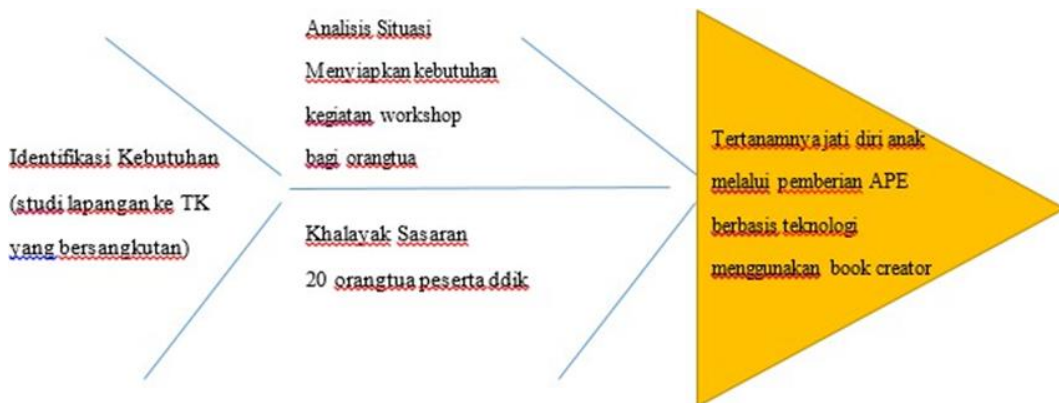 Identifikasi Kebutuhan
(studi lapangan ke TK
yang bersangkutan)
Analisis Situasi
Menyiapkan kebutuhan
kegiatan workshop
bagi orangtua
Khalayak Sasaran
20 orangtua peserta ddik
Tertanamnya jati diri anak
melalui pemberian APE
berbasis teknologi
menggunakan book creator